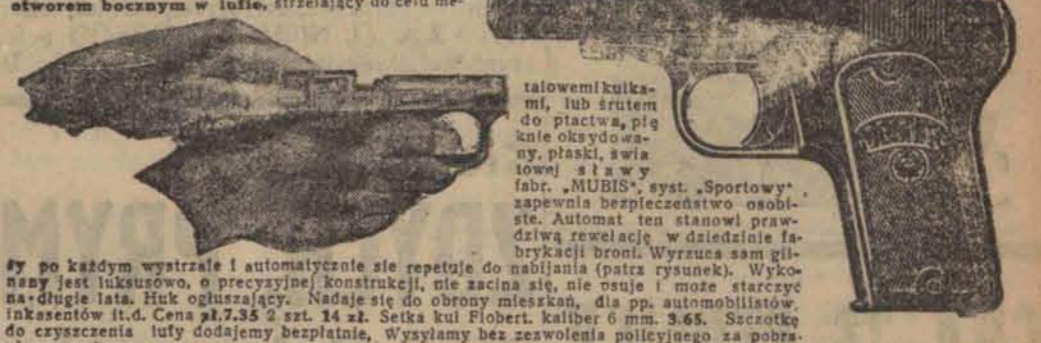 otworem bocznym w lufie, strzelający do celu me-
talowemi kulka-
mi, lub śrutem
do ptactwa, pię
knie oksydowa-
ny, płaski, świa
towej sławy
fabr. „MUBIS", syst. „Sportowy",
zapewnia bezpieczeństwo osobi-
ste. Automat ten stanowi praw-
dziwą rewelację w dziedzinie fa-
brykacji broni. Wyrzuca sam gil-
zy po każdym wystrzale i automatycznie sie repetuje do nabijania (patrz rysunek). Wyko-
nany jest luksusowo, o precyzyjnej konstrukcji, nie zacina się, nie psuje i może starczyć
na długie lata. Huk ogłuszający. Nadaje się do obrony mieszkań, dla pp. automobilistów,
inkasentów it.d. Cena zł.7.35 2 szt. 14 zł. Setka kul Flobert. kaliber 6 mm. 3.65. Szczotkę
do czyszczenia lufy dodajemy bezpłatnie, Wysyłamy bez zezwolenia policyjnego za pobra-